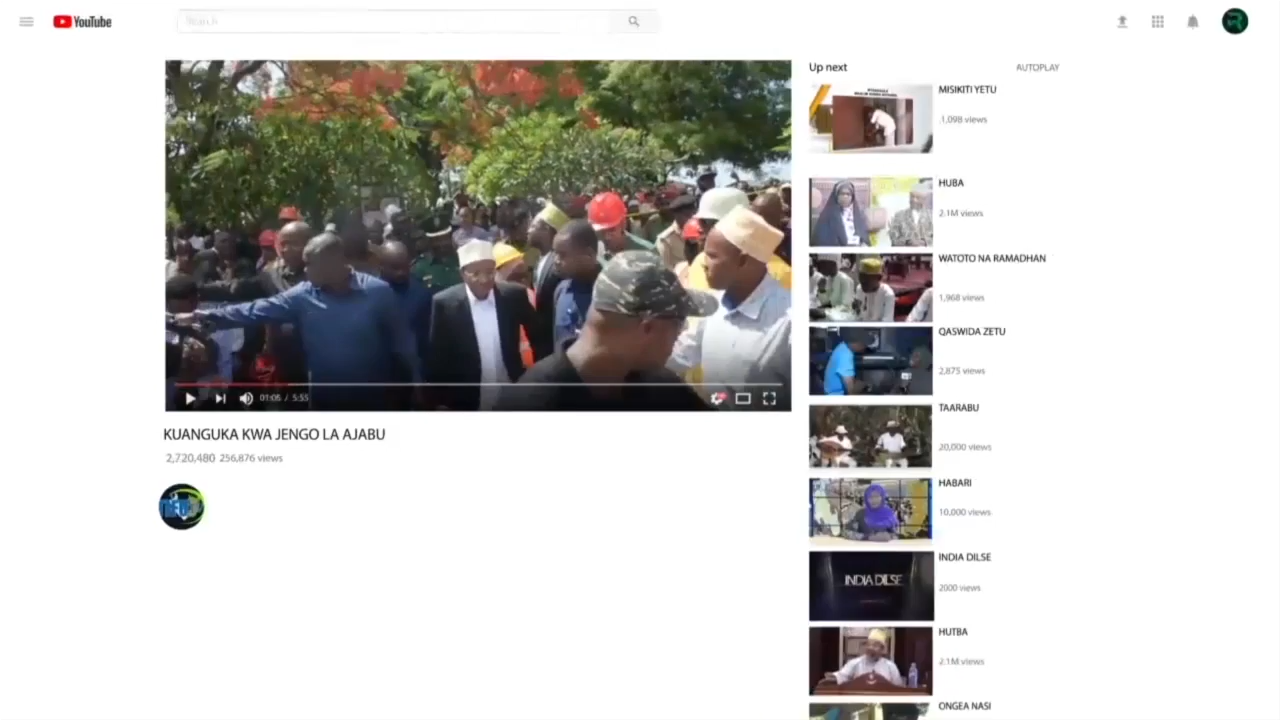 YouTube
Search
Up next
AUTOPLAY
MISIKITI YETU
1,098 views
HUBA
2.1M views
WATOTO NA RAMADHAN
1,968 views
QASWIDA ZETU
2,875 views
TAARABU
20,000 views
HABARI
10,000 views
INDIA DILSE
INDIA DILSE
2000 views
HUTBA
2.1M views
ONGEA NASI
01:06 / 5:55
KUANGUKA KWA JENGO LA AJABU
2,720,480 256,876 views